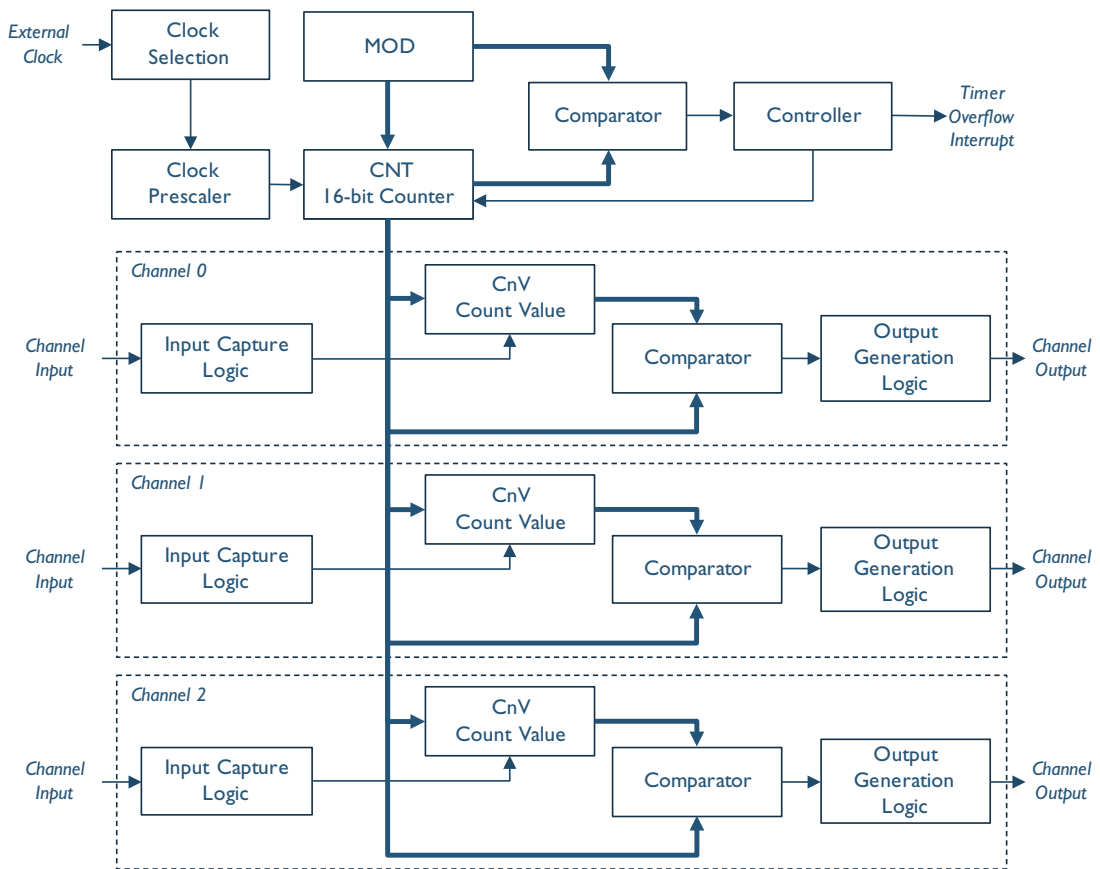 External
Clock
Clock
Selection
MOD
Comparator
Controller
Timer
Overflow
Interrupt
Clock
Prescaler
CNT
16-bit Counter
Channel 0
CnV
Count Value
Channel
Input
Input Capture
Logic
Comparator
Output
Generation
Logic
Channel
Output
Channel 1
CnV
Count Value
Channel
Input
Input Capture
Logic
Comparator
Output
Generation
Logic
Channel
Output
Channel 2
CnV
Count Value
Channel
Input
Input Capture
Logic
Comparator
Output
Generation
Logic
Channel
Output